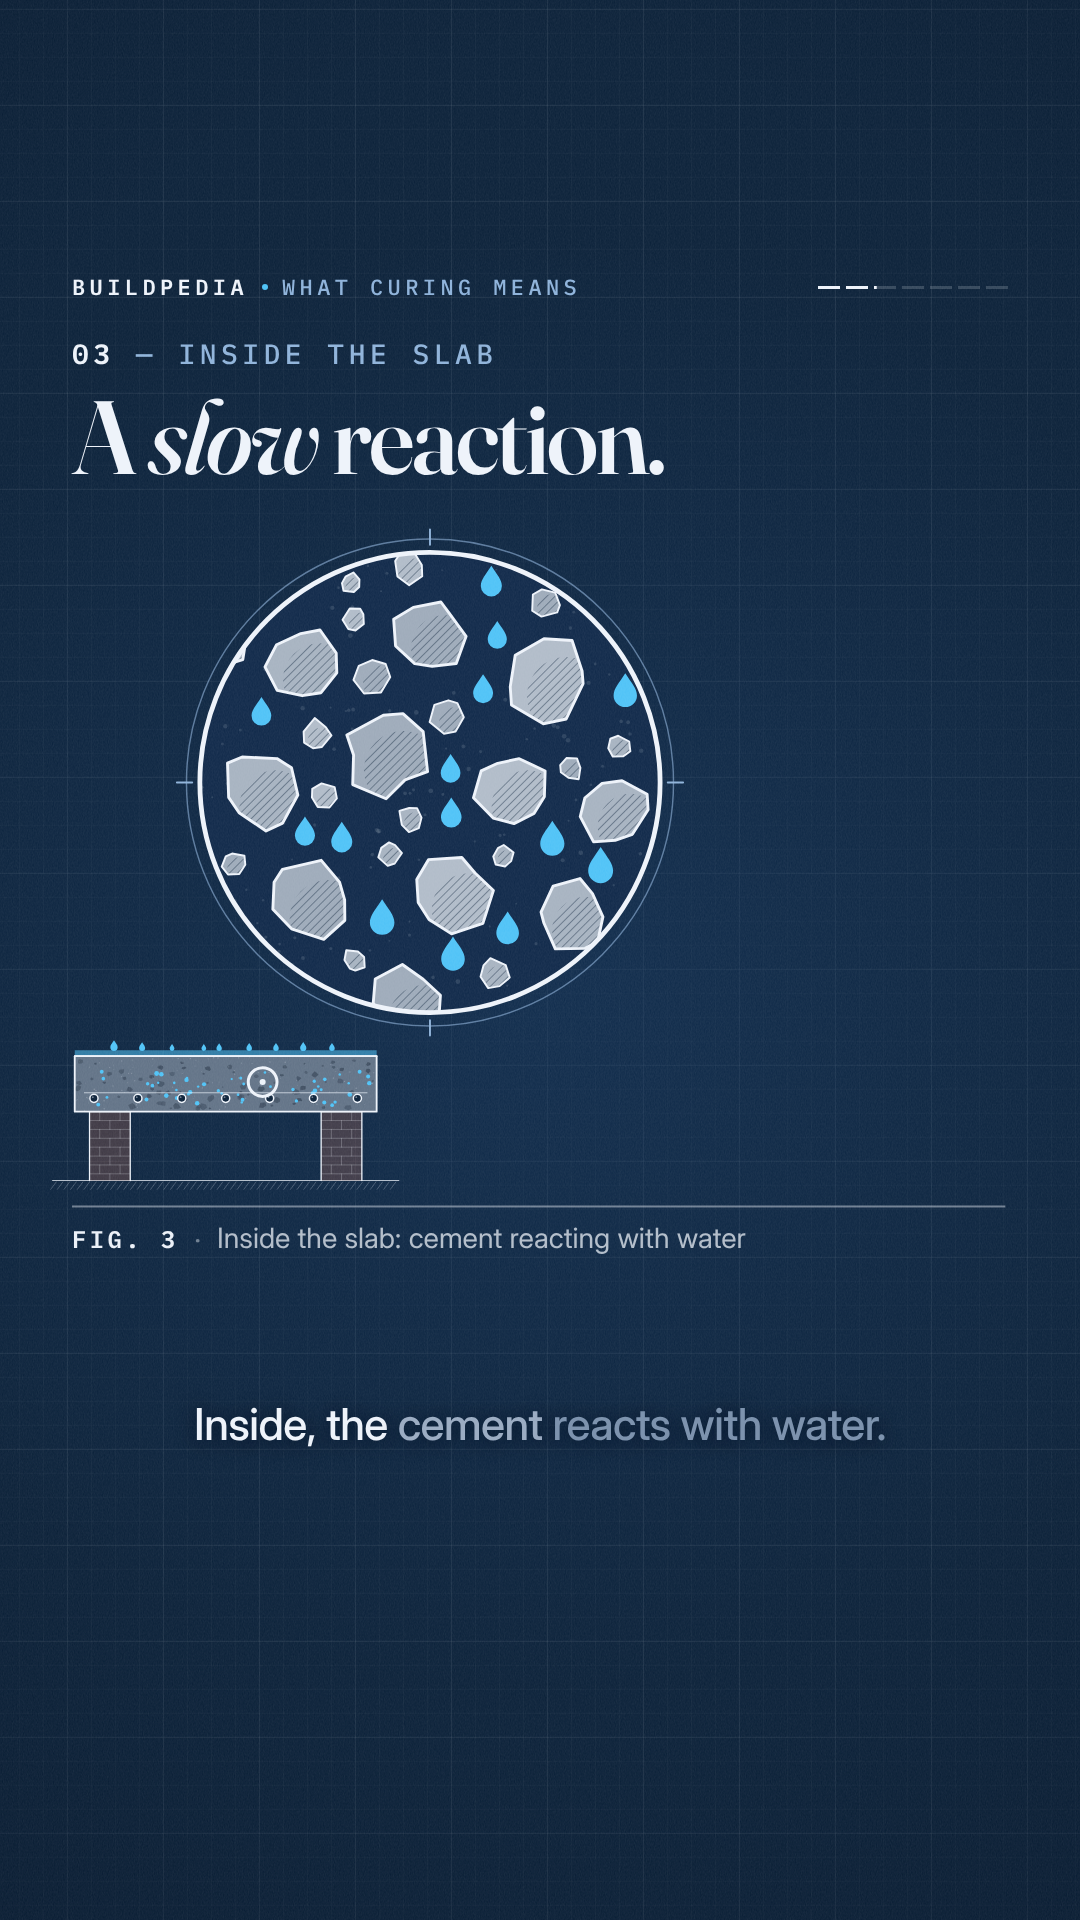 BUILDPEDIA • WHAT CURING MEANS
03 — INSIDE THE SLAB
A slow reaction.
FIG. 3 · Inside the slab: cement reacting with water
Inside, the cement reacts with water.